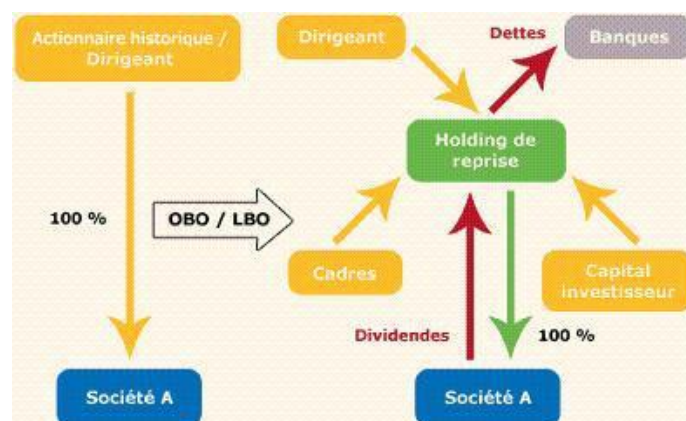 Actionnaire historique /
Dirigeant
100 %
Société A
OBO / LBO
Dirigeant
Dettes
Banques
Holding de
reprise
Cadres
Capital
investisseur
Dividendes
100 %
Société A